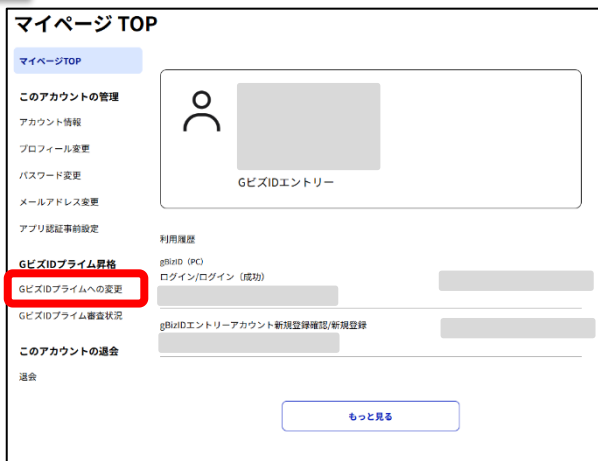 マイページ TOP
マイページTOP
このアカウントの管理
アカウント情報
プロフィール変更
パスワード変更
メールアドレス変更
アプリ認証事前設定
GビズIDプライム昇格
GビズIDプライムへの変更
GビズIDプライム審査状況
このアカウントの退会
退会
GビズIDエントリー
利用履歴
gBizID（PC）
ログイン/ログイン（成功）
gBizIDエントリーアカウント新規登録確認/新規登録
もっと見る